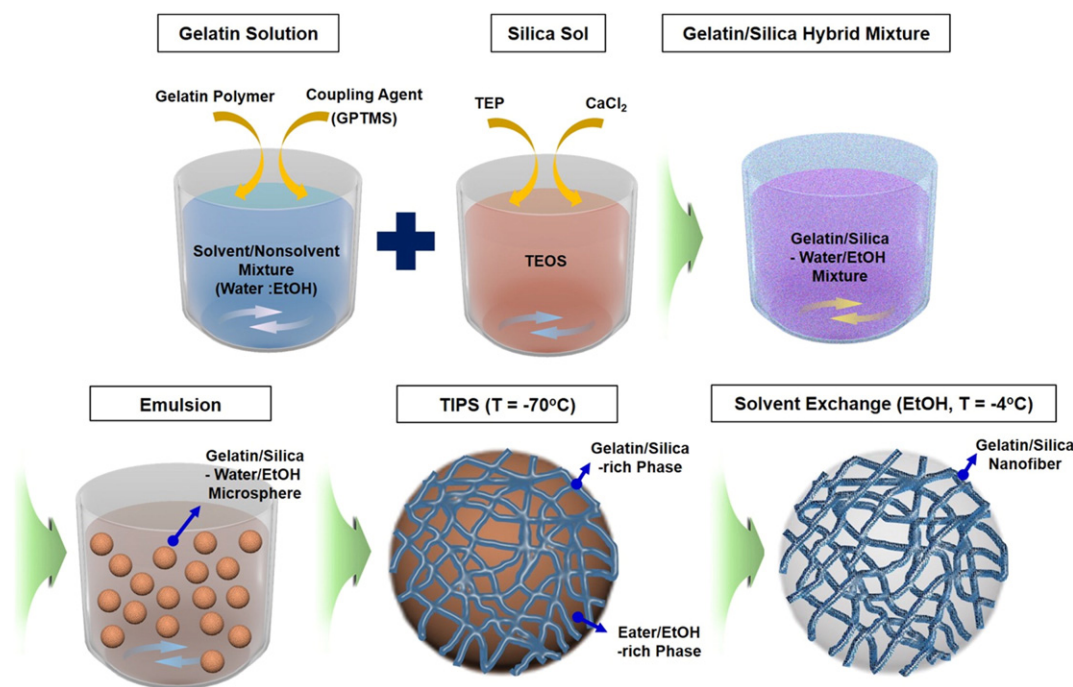 Gelatin Solution
Silica Sol
Gelatin/Silica Hybrid Mixture
Gelatin Polymer
Coupling Agent
(GPTMS)
TEP
CaCl₂
Solvent/Nonsolvent
Mixture
(Water :EtOH)
TEOS
Gelatin/Silica
- Water/EtOH
Mixture
Emulsion
TIPS (T = -70°C)
Solvent Exchange (EtOH, T = -4°C)
Gelatin/Silica
- Water/EtOH
Microsphere
Gelatin/Silica
-rich Phase
Eater/EtOH
-rich Phase
Gelatin/Silica
Nanofiber